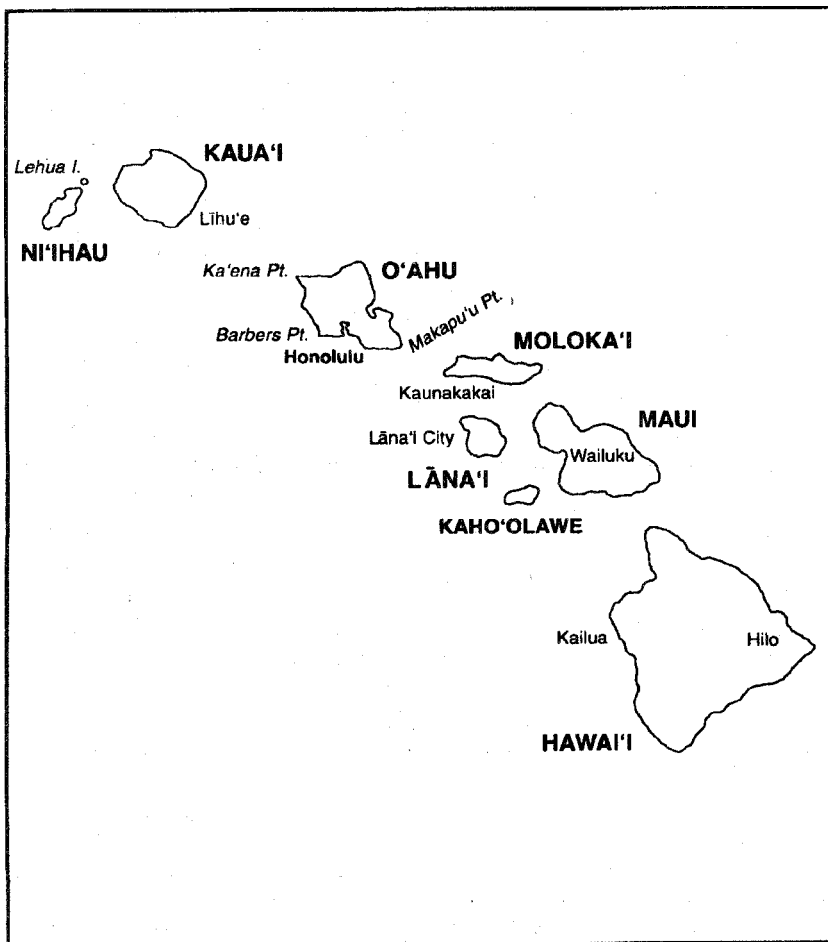 KAUA‘I
Lehua I.
Līhu‘e
NI‘IHAU
O‘AHU
Ka‘ena Pt.
Makapu‘u Pt.
Barbers Pt.
Honolulu
MOLOKA‘I
Kaunakakai
MAUI
Lāna‘i City
Wailuku
LĀNA‘I
KAHO‘OLAWE
Kailua
Hilo
HAWAI‘I